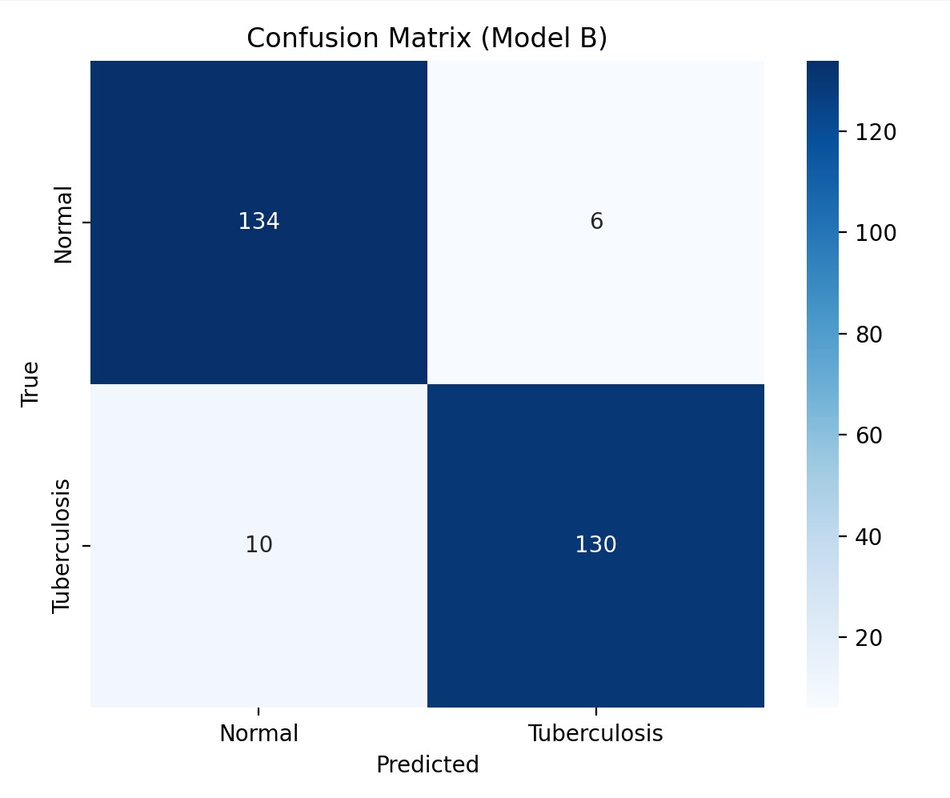 Confusion Matrix (Model B)
Normal
134
6
True
Tuberculosis
10
130
Normal
Tuberculosis
Predicted
120
100
80
60
40
20